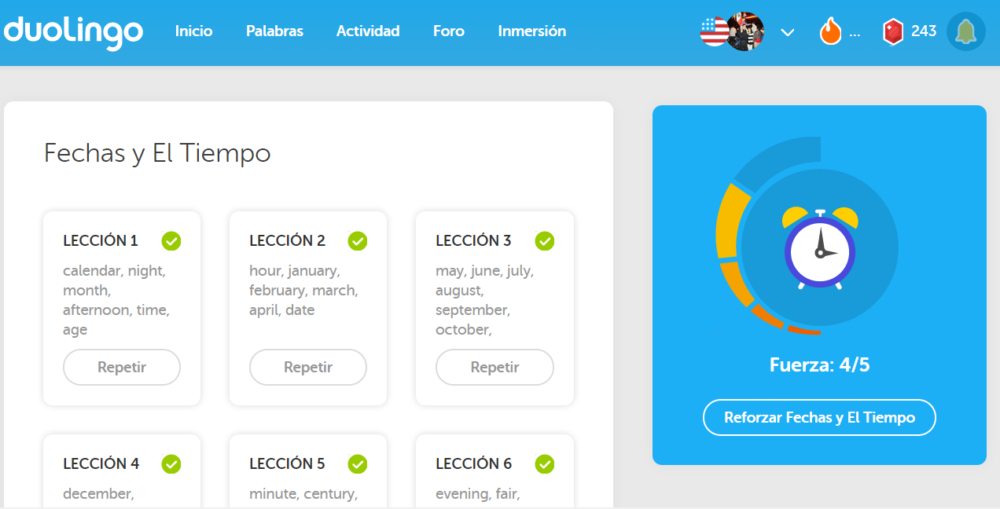 duolingo
Inicio
Palabras
Actividad
Foro
Inmersión
...
243
Fechas y El Tiempo
LECCIÓN 1
calendar, night,
month,
afternoon, time,
age
Repetir
LECCIÓN 2
hour, january,
february, march,
april, date
Repetir
LECCIÓN 3
may, june, july,
august,
september,
october,
Repetir
LECCIÓN 4
december,
LECCIÓN 5
minute, century,
LECCIÓN 6
evening, fair,
Fuerza: 4/5
Reforzar Fechas y El Tiempo